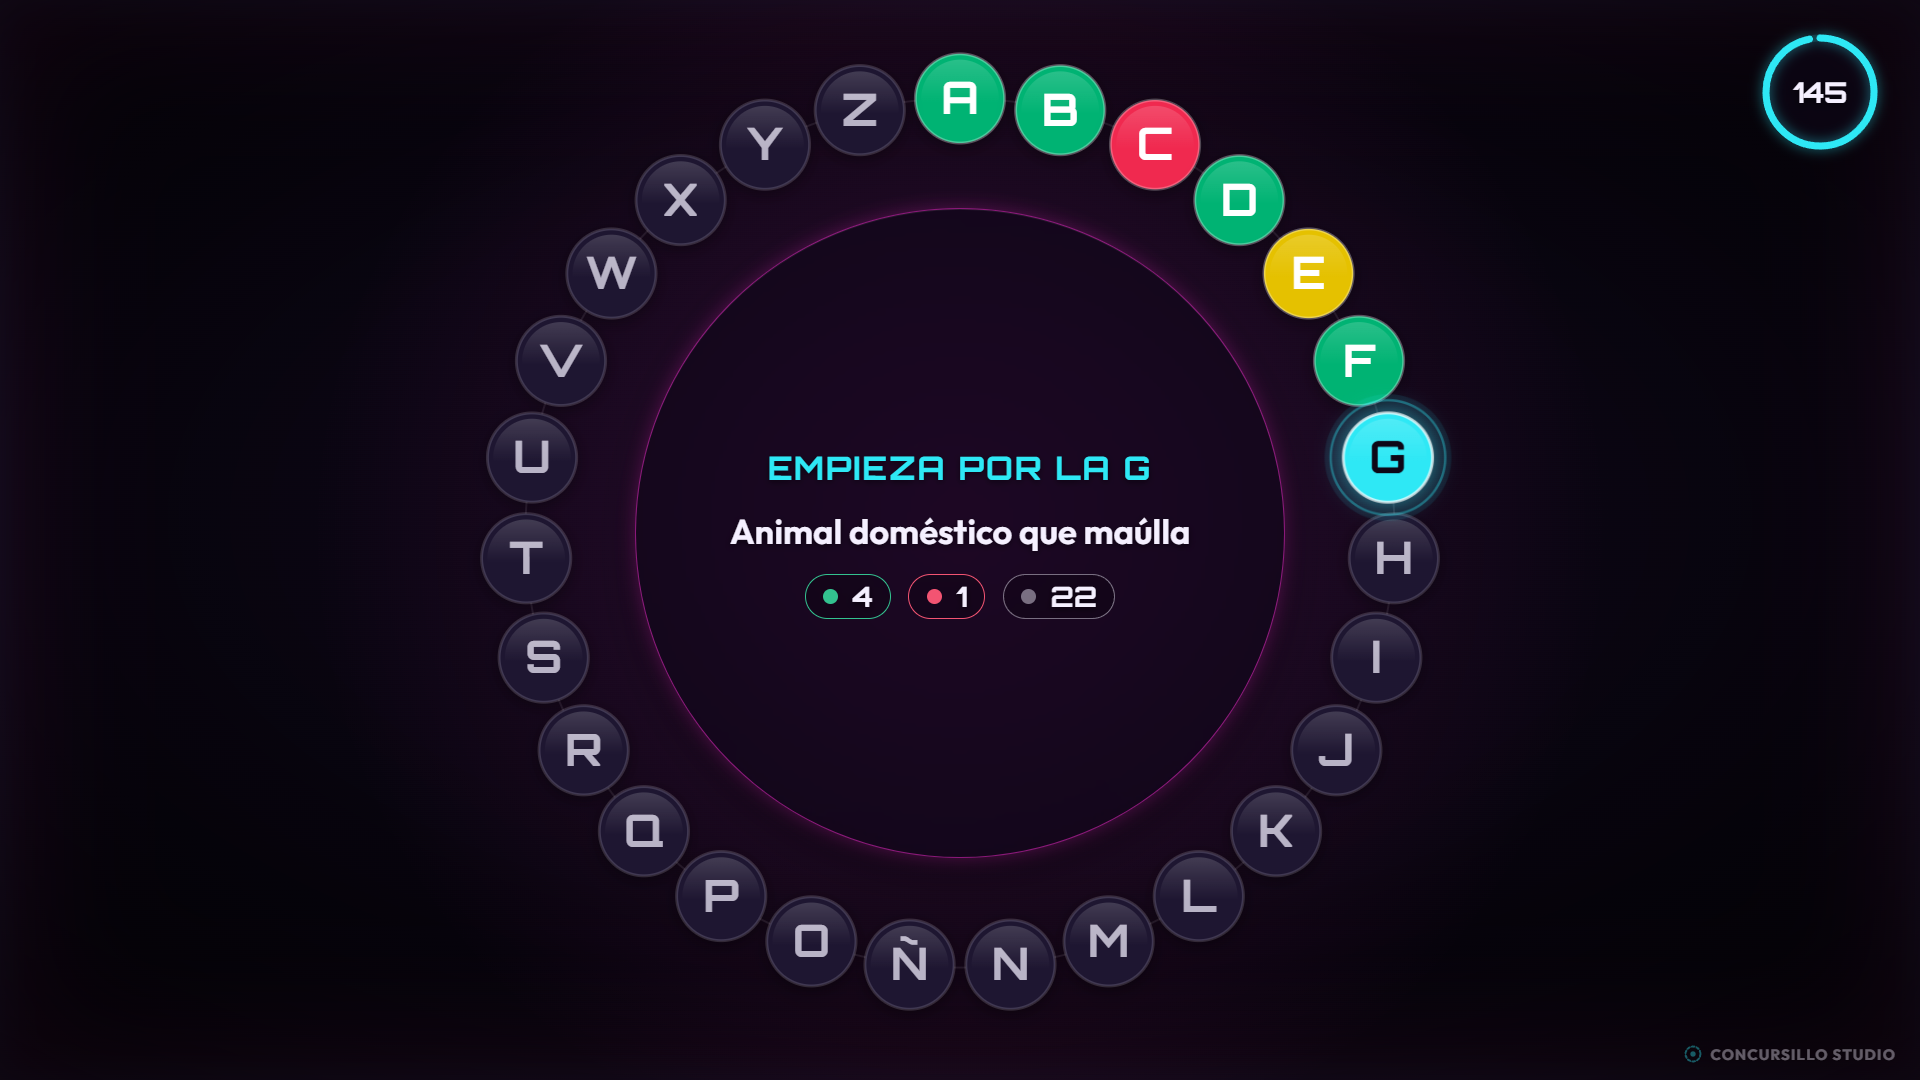 145
A
B
C
D
E
F
G
H
I
J
K
L
M
N
Ñ
O
P
Q
R
S
T
U
V
W
X
Y
Z
EMPIEZA POR LA G
Animal doméstico que maúlla
4 1 22
CONCURSILLO STUDIO